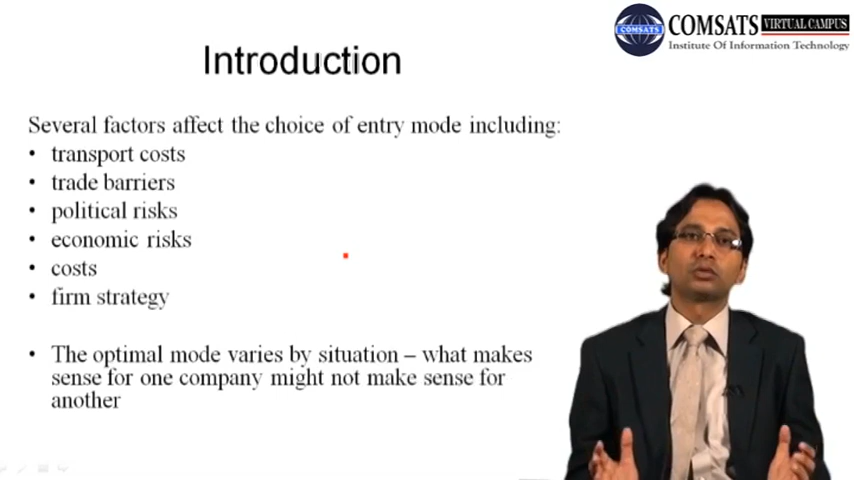 COMSATS VIRTUAL CAMPUS
COMSATS
Institute Of Information Technology
Introduction
Several factors affect the choice of entry mode including:
• transport costs
• trade barriers
• political risks
• economic risks
• costs
• firm strategy
• The optimal mode varies by situation – what makes
sense for one company might not make sense for
another